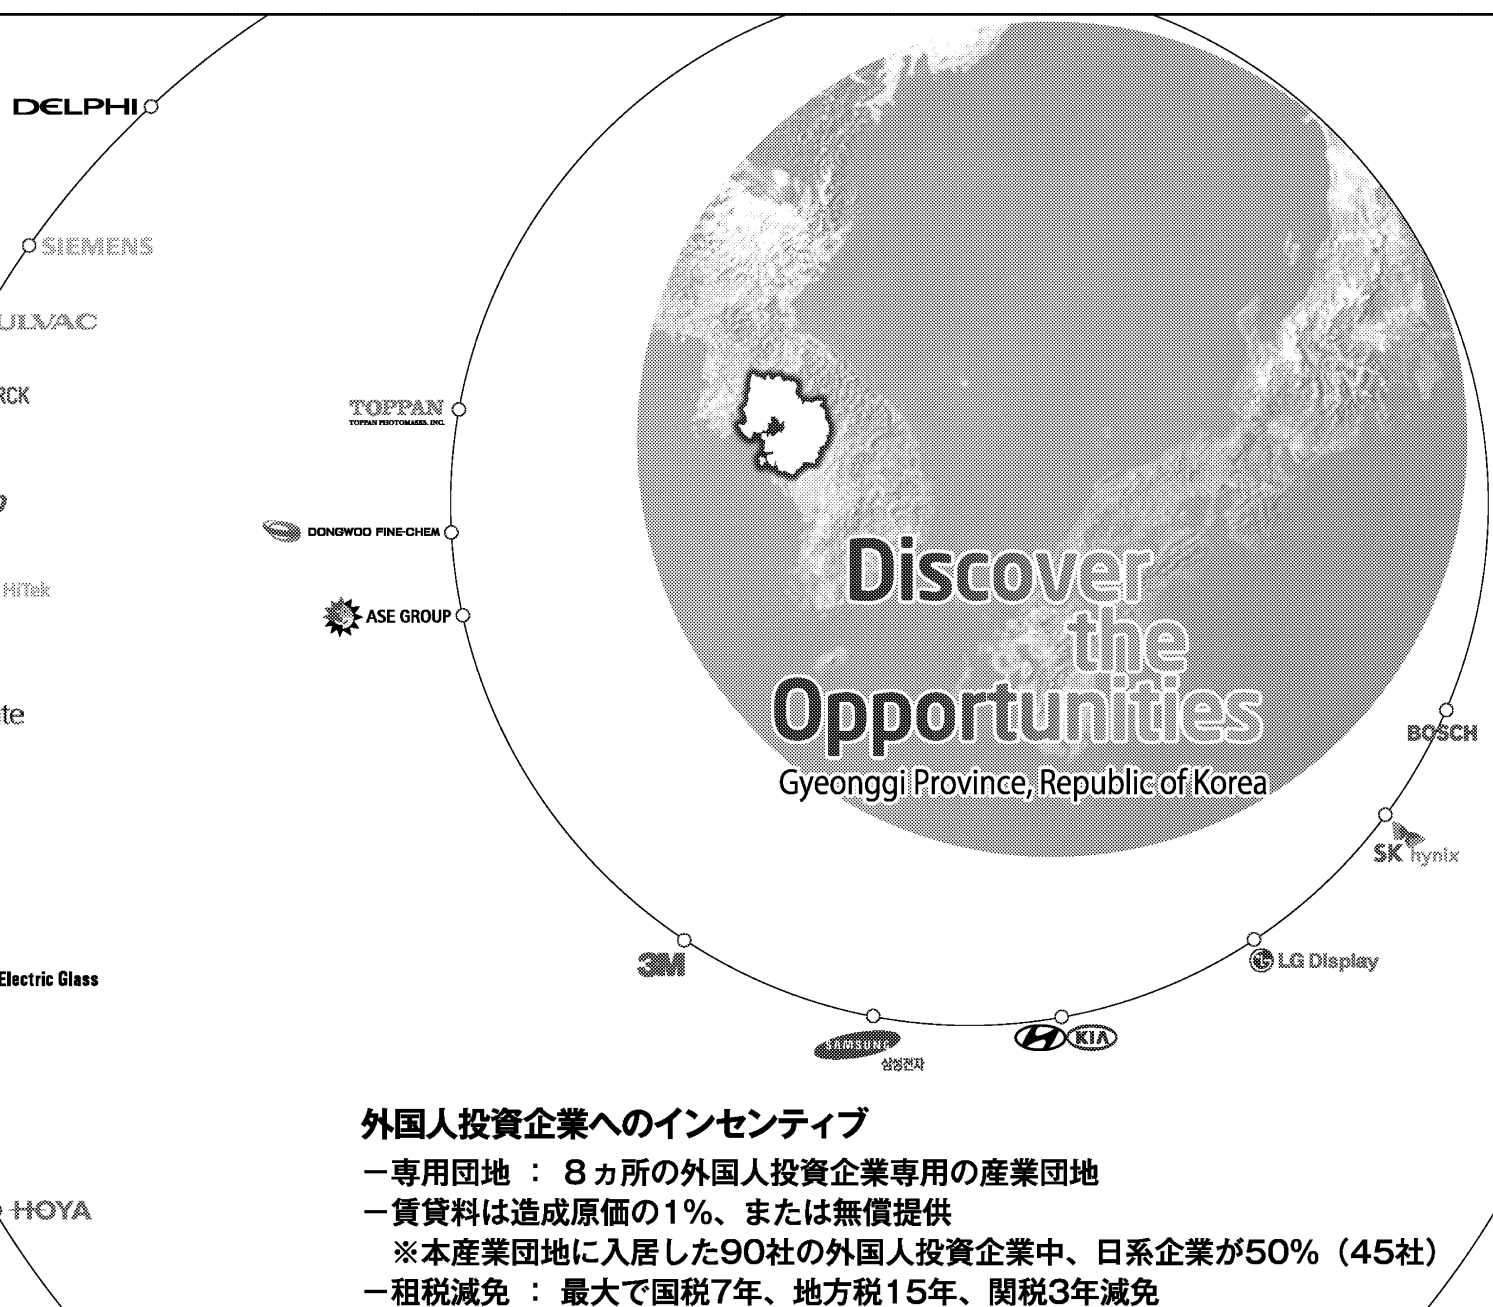 DELPHI
SIEMENS
ULVAC
RCK
TOPPAN
TOPPAN PHOTOMASKS, INC.
DONGWOO FINE-CHEM
HiTek
ASE GROUP
te
Discover
the
Opportunities
Gyeonggi Province, Republic of Korea
BOSCH
SK hynix
3M
LG Display
Electric Glass
SAMSUNG
삼성전자
KIA
外国人投資企業へのインセンティブ
－専用団地 ： 8ヵ所の外国人投資企業専用の産業団地
－賃貸料は造成原価の1%、または無償提供
※本産業団地に入居した90社の外国人投資企業中、日系企業が50%（45社）
－租税減免 ： 最大で国税7年、地方税15年、関税3年減免
HOYA